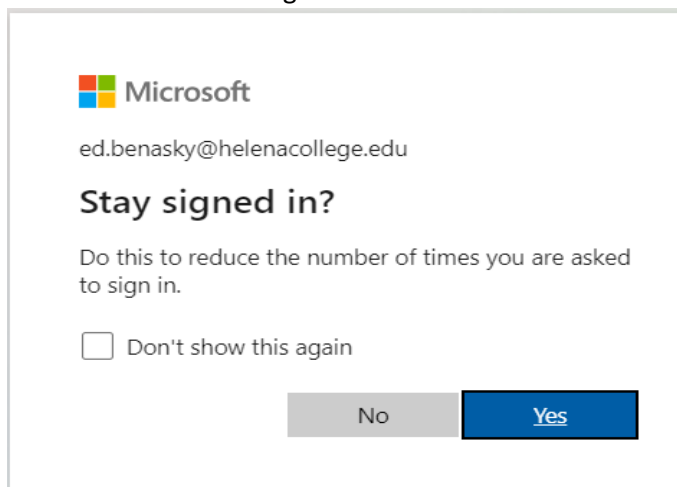 Microsoft
ed.benasky@helenacollege.edu
Stay signed in?
Do this to reduce the number of times you are asked
to sign in.
Don't show this again
No
Yes